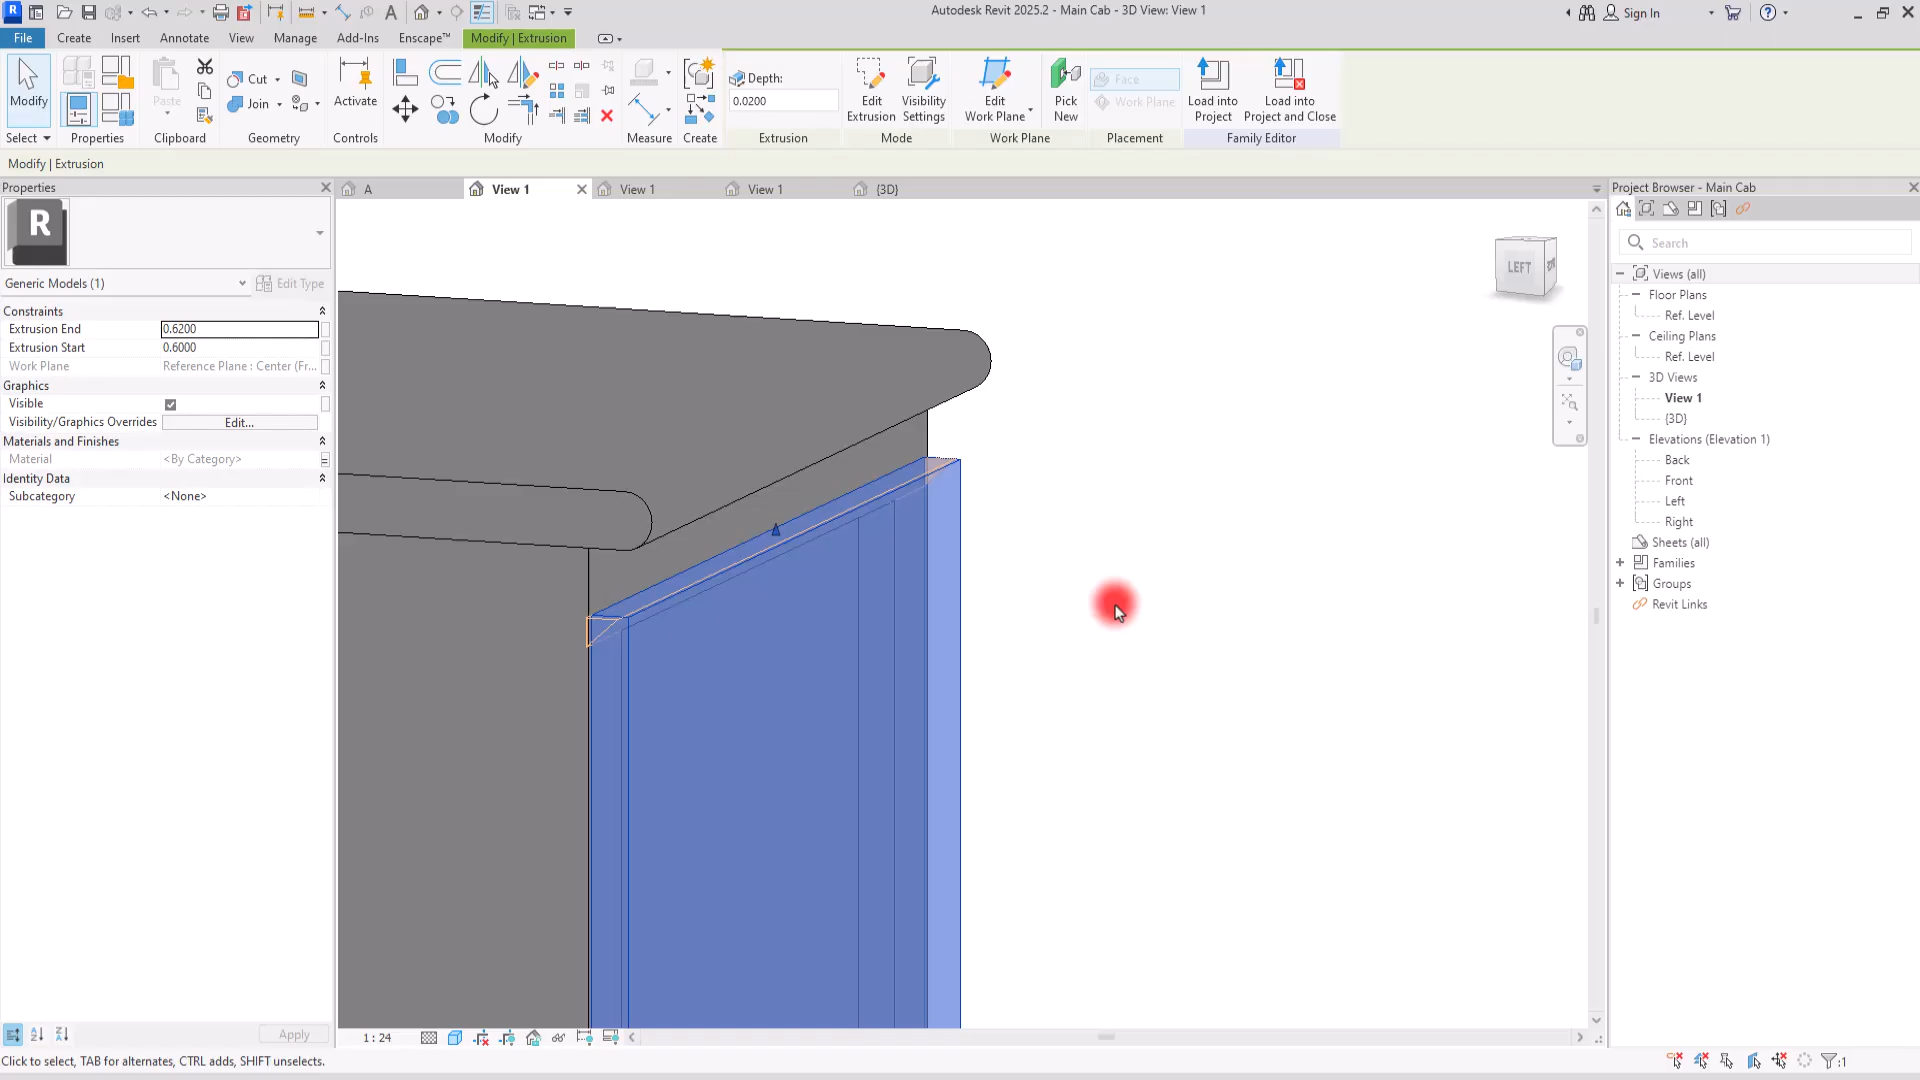 Autodesk Revit 2025.2 - Main Cab - 3D View: View 1
Sign In
File Create Insert Annotate View Manage Add-Ins Enscape™ Modify | Extrusion
Modify
Select
Properties
Paste
Clipboard
Cut
Join
Geometry
Activate
Controls
Modify
Measure
Create
Depth:
0.0200
Extrusion
Edit Extrusion
Visibility Settings
Mode
Edit Work Plane
Pick New
Work Plane
Face
Work Plane
Placement
Load into Project
Load into Project and Close
Family Editor
Modify | Extrusion
Properties
R
Generic Models (1)
Edit Type
Constraints
Extrusion End 0.6200
Extrusion Start 0.6000
Work Plane Reference Plane : Center (Fr...
Graphics
Visible
Visibility/Graphics Overrides Edit...
Materials and Finishes
Material <By Category>
Identity Data
Subcategory <None>
Apply
A
View 1
View 1
View 1
{3D}
LEFT
1 : 24
Project Browser - Main Cab
Search
Views (all)
Floor Plans
Ref. Level
Ceiling Plans
Ref. Level
3D Views
View 1
{3D}
Elevations (Elevation 1)
Back
Front
Left
Right
Sheets (all)
Families
Groups
Revit Links
Click to select, TAB for alternates, CTRL adds, SHIFT unselects.
:1